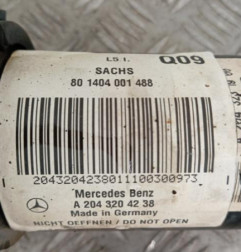 LS I. Q09
SACHS
80 1404 001 488
2043204238011100300973
Mercedes Benz
A 204 320 42 38
Made in Germany
NICHT OEFFNEN / DO NOT OPEN